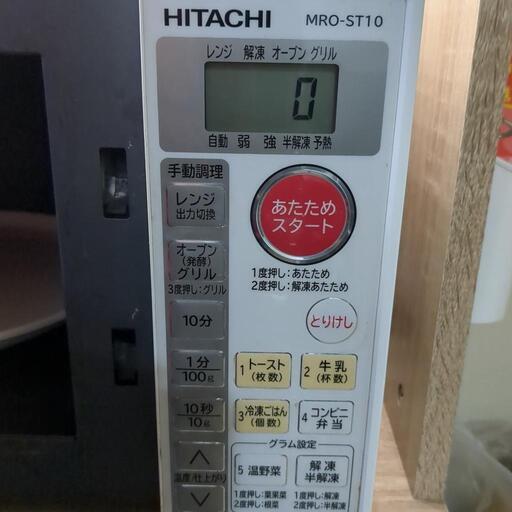 HITACHI MRO-ST10
レンジ 解凍 オーブン グリル
0
自動 弱 強 半解凍 予熱
手動調理
レンジ
出力切換
あたため
スタート
オーブン
(発酵)
グリル
3度押し:グリル
1度押し:あたため
2度押し:解凍あたため
10分
とりけし
1分
100g
1 トースト
(枚数)
2 牛乳
(杯数)
10秒
10g
3 冷凍ごはん
(個数)
4 コンビニ
弁当
グラム設定
温度/仕上がり
5 温野菜
解凍
半解凍
1度押し:葉果菜
2度押し:根菜
1度押し:解凍
2度押し:半解凍